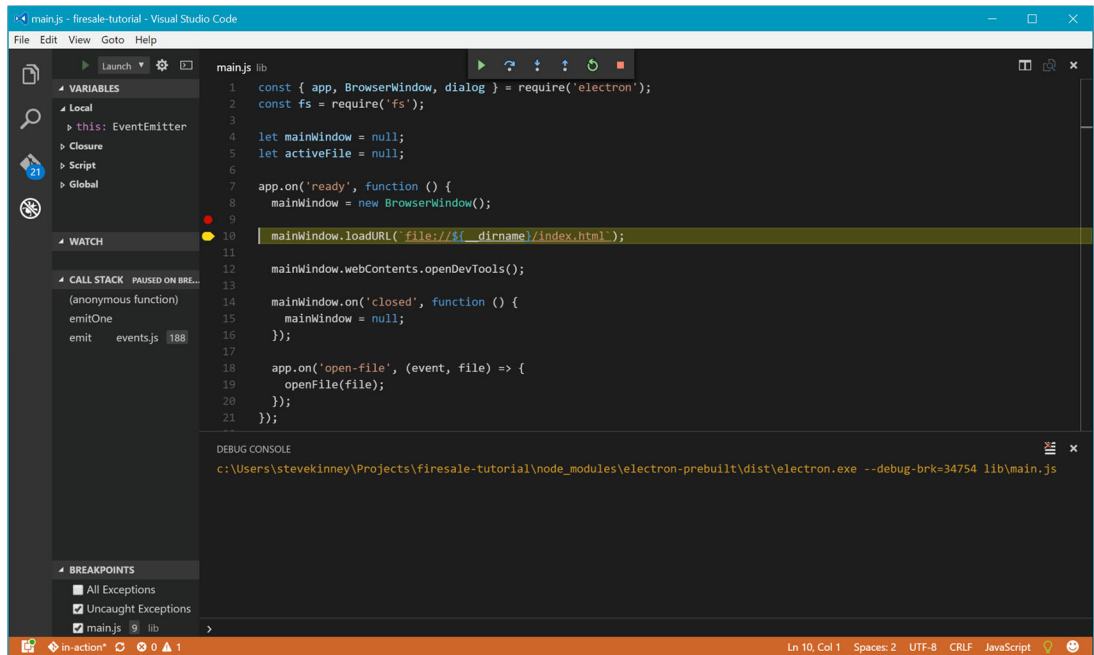 main.js - firesale-tutorial - Visual Studio Code
File Edit View Goto Help
Launch
main.js lib
VARIABLES
Local
this: EventEmitter
Closure
Script
Global
WATCH
CALL STACK PAUSED ON BRE...
(anonymous function)
emitOne
emit events.js 188
BREAKPOINTS
All Exceptions
Uncaught Exceptions
main.js 9 lib
21
1 const { app, BrowserWindow, dialog } = require('electron');
2 const fs = require('fs');
3
4 let mainWindow = null;
5 let activeFile = null;
6
7 app.on('ready', function () {
8 mainWindow = new BrowserWindow();
9
10 mainWindow.loadURL(`file://${__dirname}/index.html`);
11
12 mainWindow.webContents.openDevTools();
13
14 mainWindow.on('closed', function () {
15 mainWindow = null;
16 });
17
18 app.on('open-file', (event, file) => {
19 openFile(file);
20 });
21 });
DEBUG CONSOLE
c:\Users\stevekinney\Projects\firesale-tutorial\node_modules\electron-prebuilt\dist\electron.exe --debug-brk=34754 lib\main.js
>
in-action* 0 1 Ln 10, Col 1 Spaces: 2 UTF-8 CRLF JavaScript